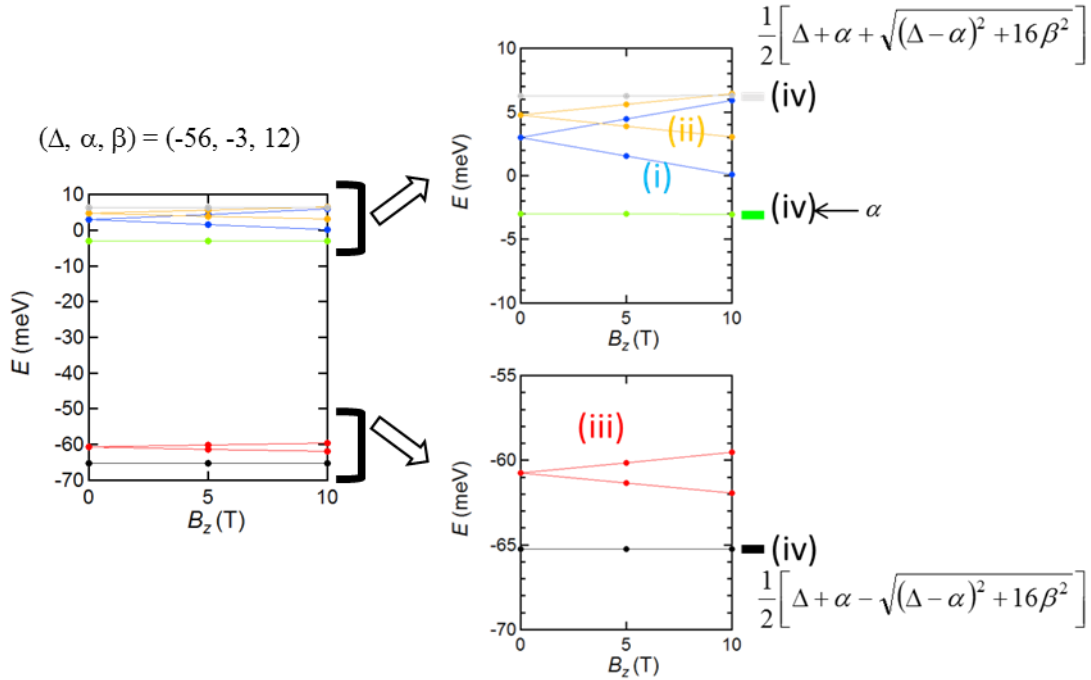 1/2[Δ+α+√((Δ−α)²+16β²)]
(Δ, α, β) = (-56, -3, 12)
E (meV)
10
0
-10
-20
-30
-40
-50
-60
-70
0
5
10
Bz (T)
E (meV)
10
5
0
-5
-10
0
5
10
Bz (T)
(i)
(ii)
(iv)
(iv) ← α
E (meV)
-55
-60
-65
-70
0
5
10
Bz (T)
(iii)
(iv)
1/2[Δ+α−√((Δ−α)²+16β²)]